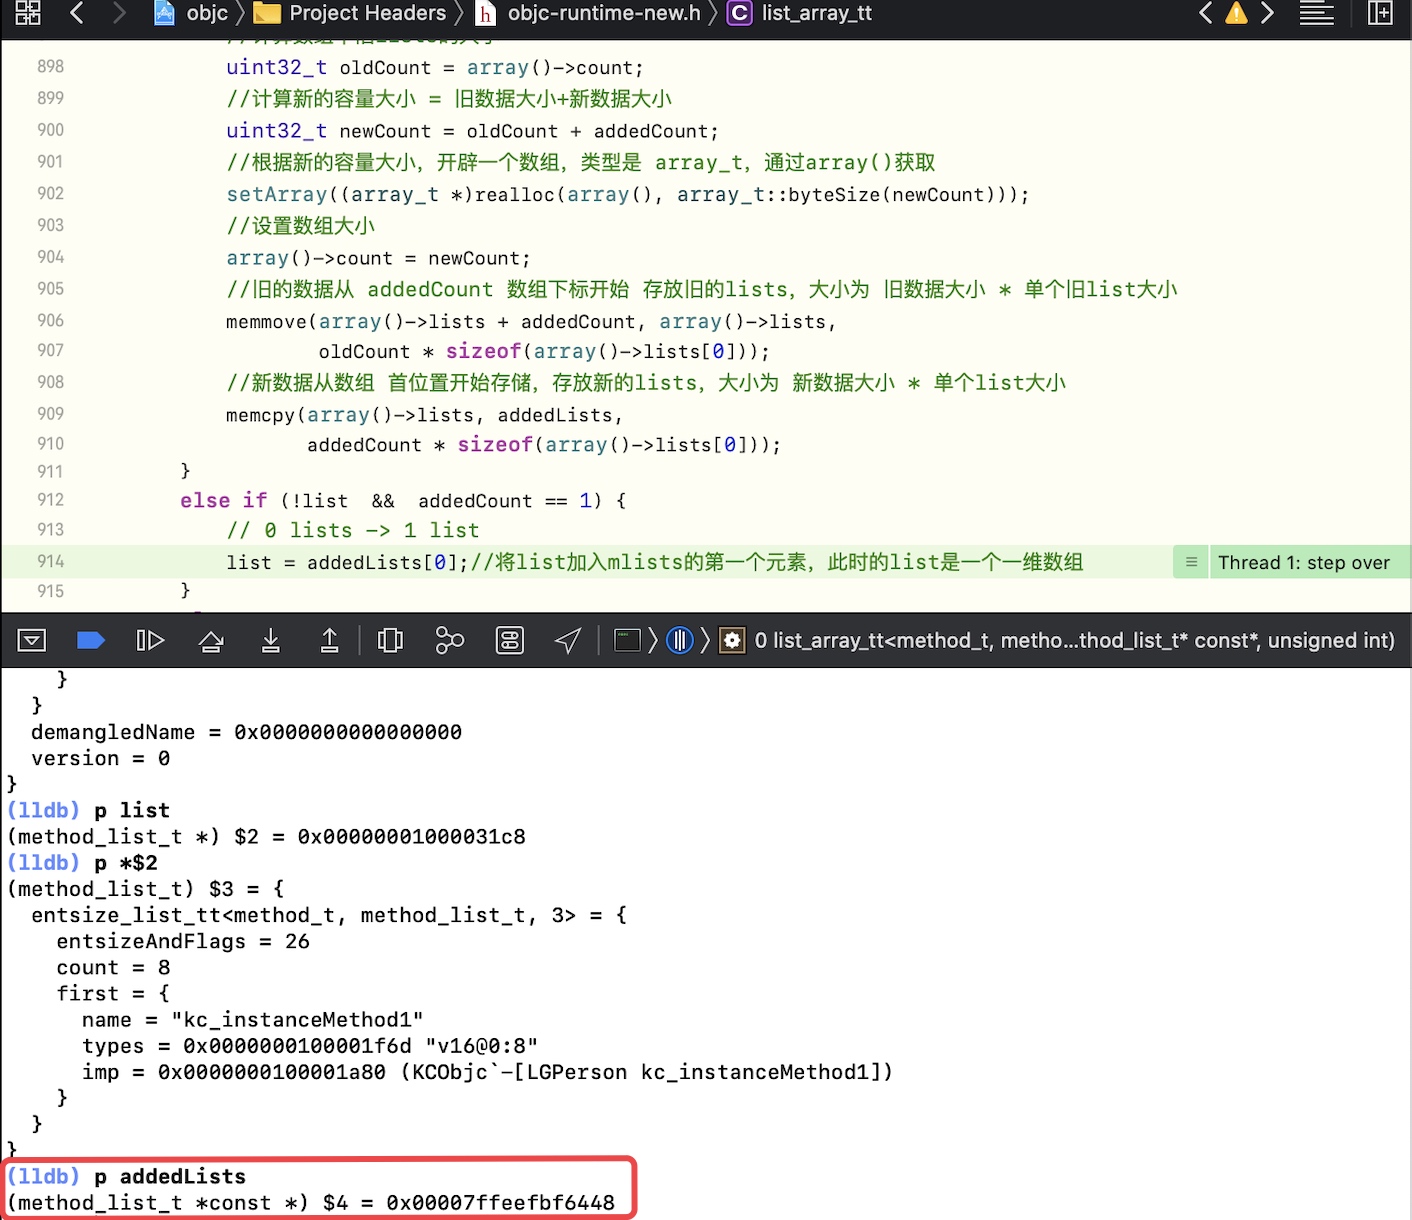 objc 〉 Project Headers 〉 h objc-runtime-new.h 〉 C list_array_tt
898 uint32_t oldCount = array()->count;
899 //计算新的容量大小 = 旧数据大小+新数据大小
900 uint32_t newCount = oldCount + addedCount;
901 //根据新的容量大小，开辟一个数组，类型是 array_t，通过array()获取
902 setArray((array_t *)realloc(array(), array_t::byteSize(newCount)));
903 //设置数组大小
904 array()->count = newCount;
905 //旧的数据从 addedCount 数组下标开始 存放旧的lists，大小为 旧数据大小 * 单个旧list大小
906 memmove(array()->lists + addedCount, array()->lists,
907 oldCount * sizeof(array()->lists[0]));
908 //新数据从数组 首位置开始存储，存放新的lists，大小为 新数据大小 * 单个list大小
909 memcpy(array()->lists, addedLists,
910 addedCount * sizeof(array()->lists[0]));
911 }
912 else if (!list && addedCount == 1) {
913 // 0 lists -> 1 list
914 list = addedLists[0];//将list加入mlists的第一个元素，此时的list是一个一维数组 Thread 1: step over
915 }
0 list_array_tt<method_t, metho...thod_list_t* const*, unsigned int)
}
}
demangledName = 0x0000000000000000
version = 0
}
(lldb) p list
(method_list_t *) $2 = 0x00000001000031c8
(lldb) p *$2
(method_list_t) $3 = {
entsize_list_tt<method_t, method_list_t, 3> = {
entsizeAndFlags = 26
count = 8
first = {
name = "kc_instanceMethod1"
types = 0x0000000100001f6d "v16@0:8"
imp = 0x0000000100001a80 (KCObjc`-[LGPerson kc_instanceMethod1])
}
}
}
(lldb) p addedLists
(method_list_t *const *) $4 = 0x00007ffeefbf6448